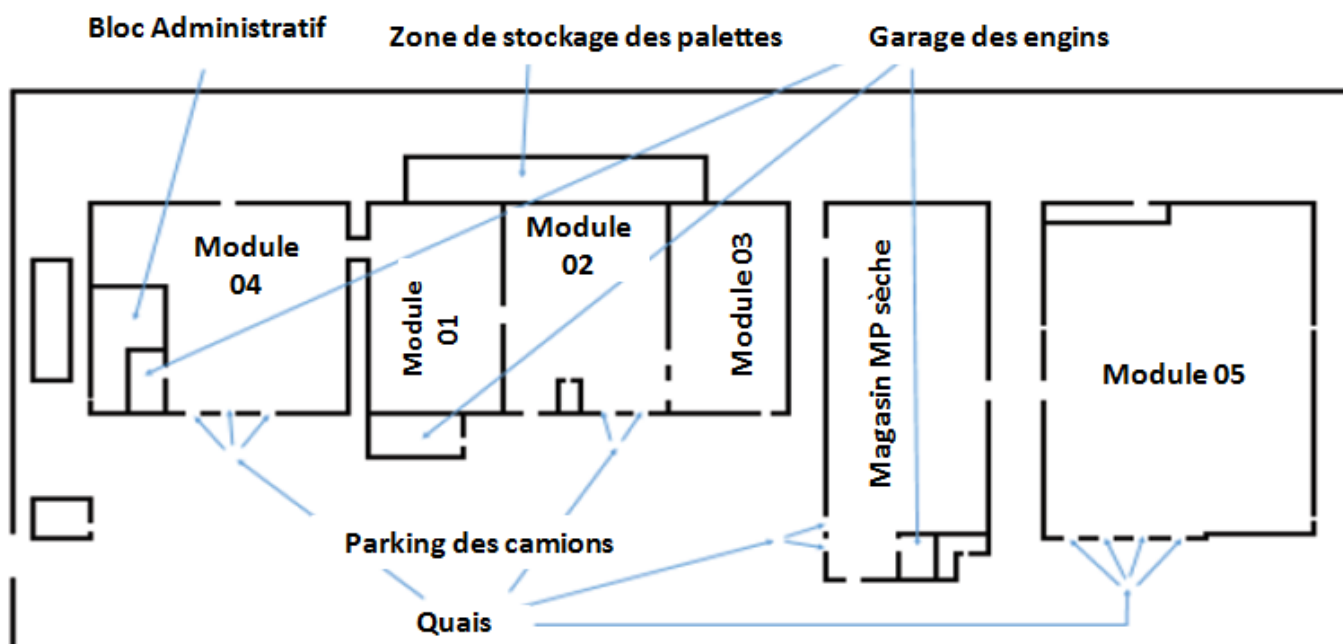 Bloc Administratif
Zone de stockage des palettes
Garage des engins
Module
04
Module
01
Module
02
Module 03
Magasin MP sèche
Module 05
Parking des camions
Quais